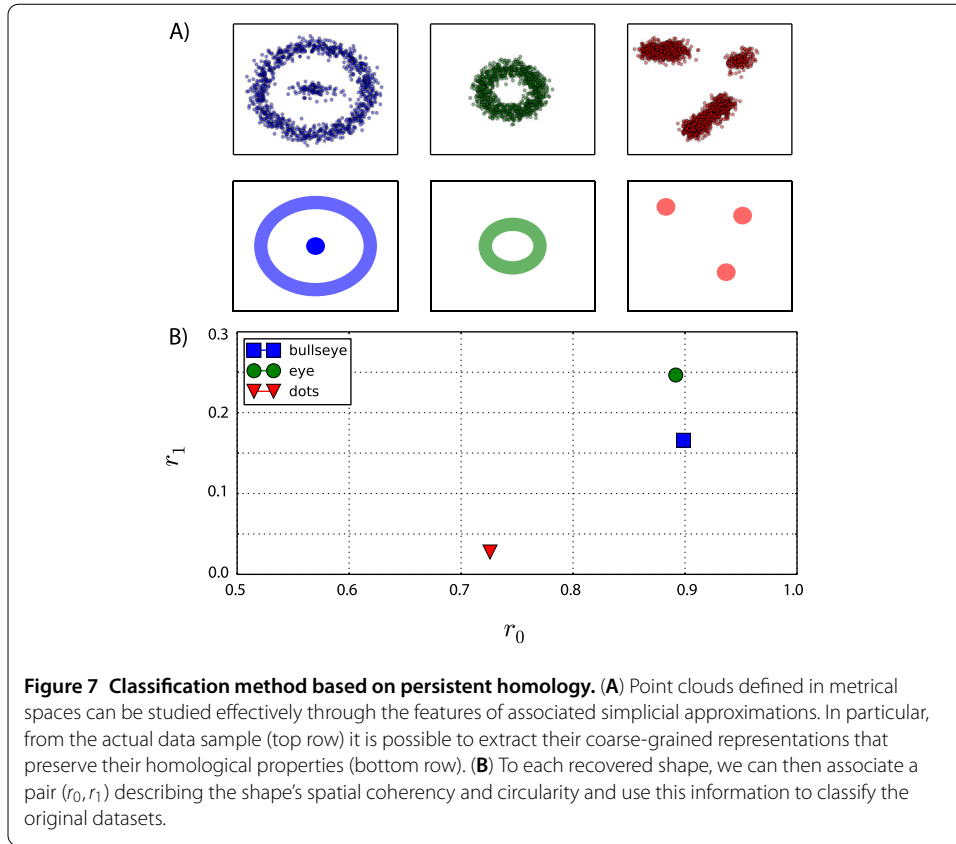 A)
B)
0.3
bullseye
eye
dots
0.2
r1
0.1
0.0
0.5 0.6 0.7 0.8 0.9 1.0
r0
Figure 7 Classification method based on persistent homology. (A) Point clouds defined in metrical
spaces can be studied effectively through the features of associated simplicial approximations. In particular,
from the actual data sample (top row) it is possible to extract their coarse-grained representations that
preserve their homological properties (bottom row). (B) To each recovered shape, we can then associate a
pair (r0, r1) describing the shape's spatial coherency and circularity and use this information to classify the
original datasets.